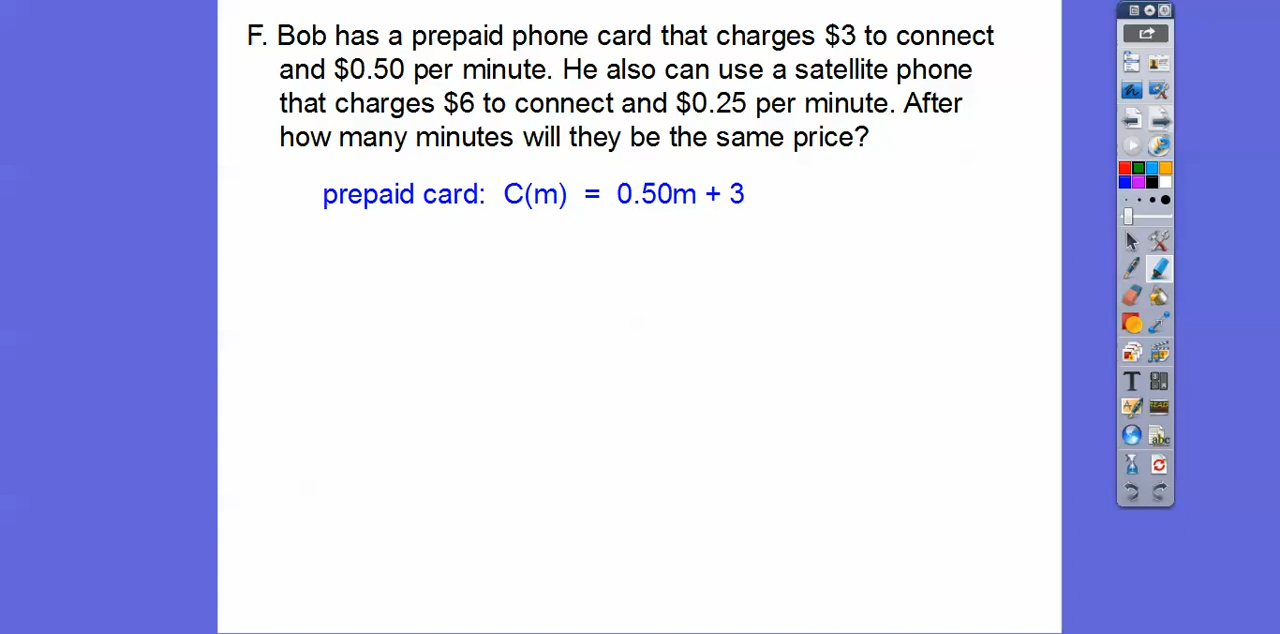 F. Bob has a prepaid phone card that charges $3 to connect
and $0.50 per minute. He also can use a satellite phone
that charges $6 to connect and $0.25 per minute. After
how many minutes will they be the same price?
prepaid card: C(m) = 0.50m + 3